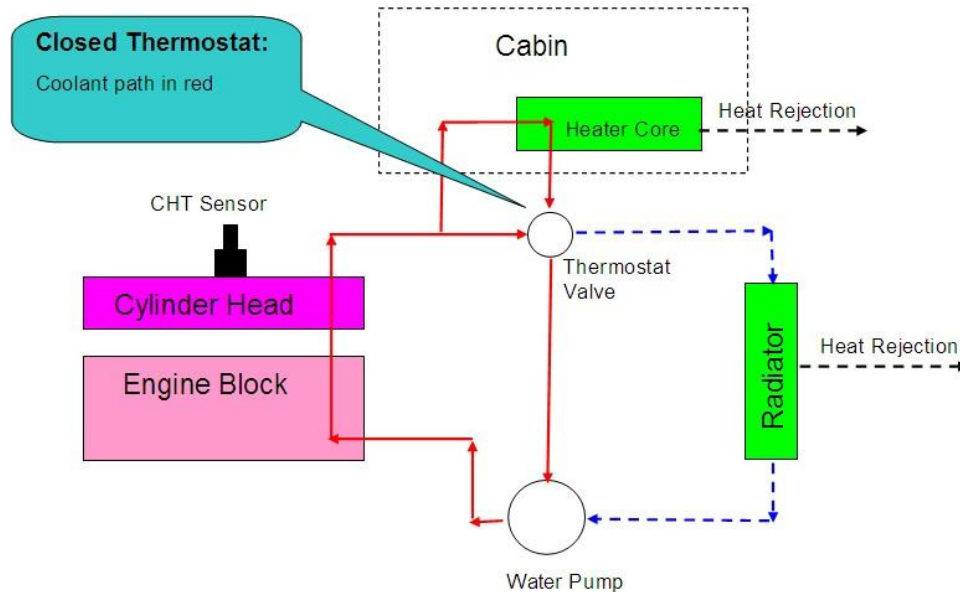 Closed Thermostat:
Coolant path in red
Cabin
Heater Core
Heat Rejection
CHT Sensor
Thermostat
Valve
Cylinder Head
Engine Block
Radiator
Heat Rejection
Water Pump